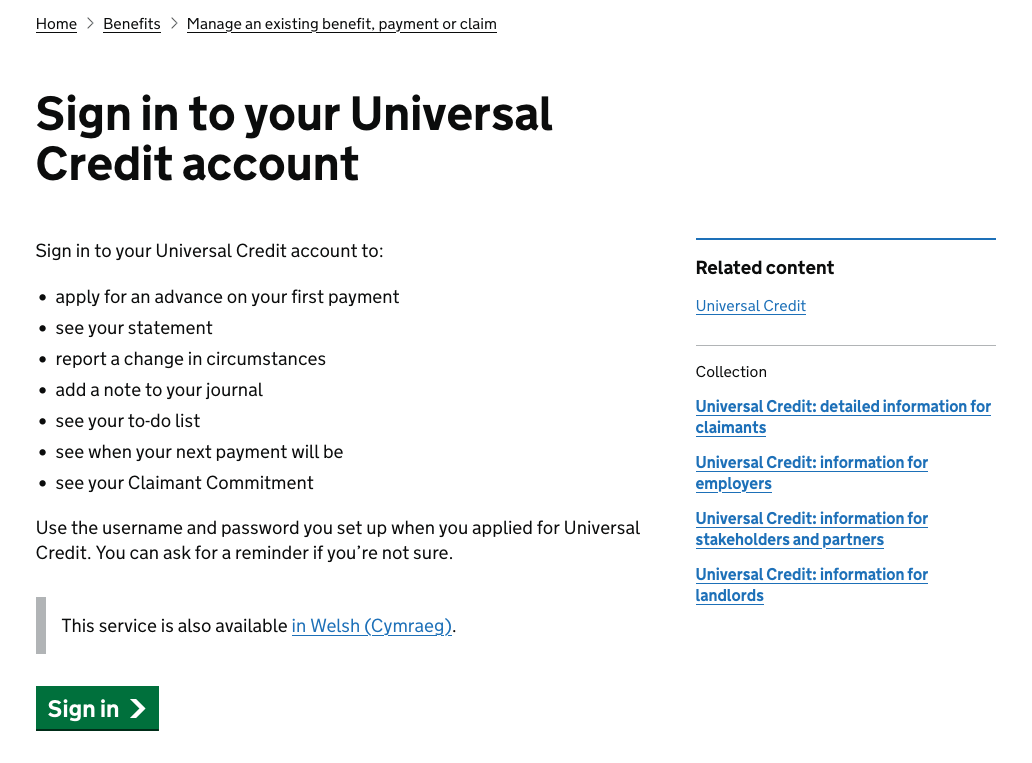 Home > Benefits > Manage an existing benefit, payment or claim
Sign in to your Universal
Credit account
Sign in to your Universal Credit account to:
• apply for an advance on your first payment
• see your statement
• report a change in circumstances
• add a note to your journal
• see your to-do list
• see when your next payment will be
• see your Claimant Commitment
Use the username and password you set up when you applied for Universal
Credit. You can ask for a reminder if you’re not sure.
This service is also available in Welsh (Cymraeg).
Sign in
Related content
Universal Credit
Collection
Universal Credit: detailed information for
claimants
Universal Credit: information for
employers
Universal Credit: information for
stakeholders and partners
Universal Credit: information for
landlords